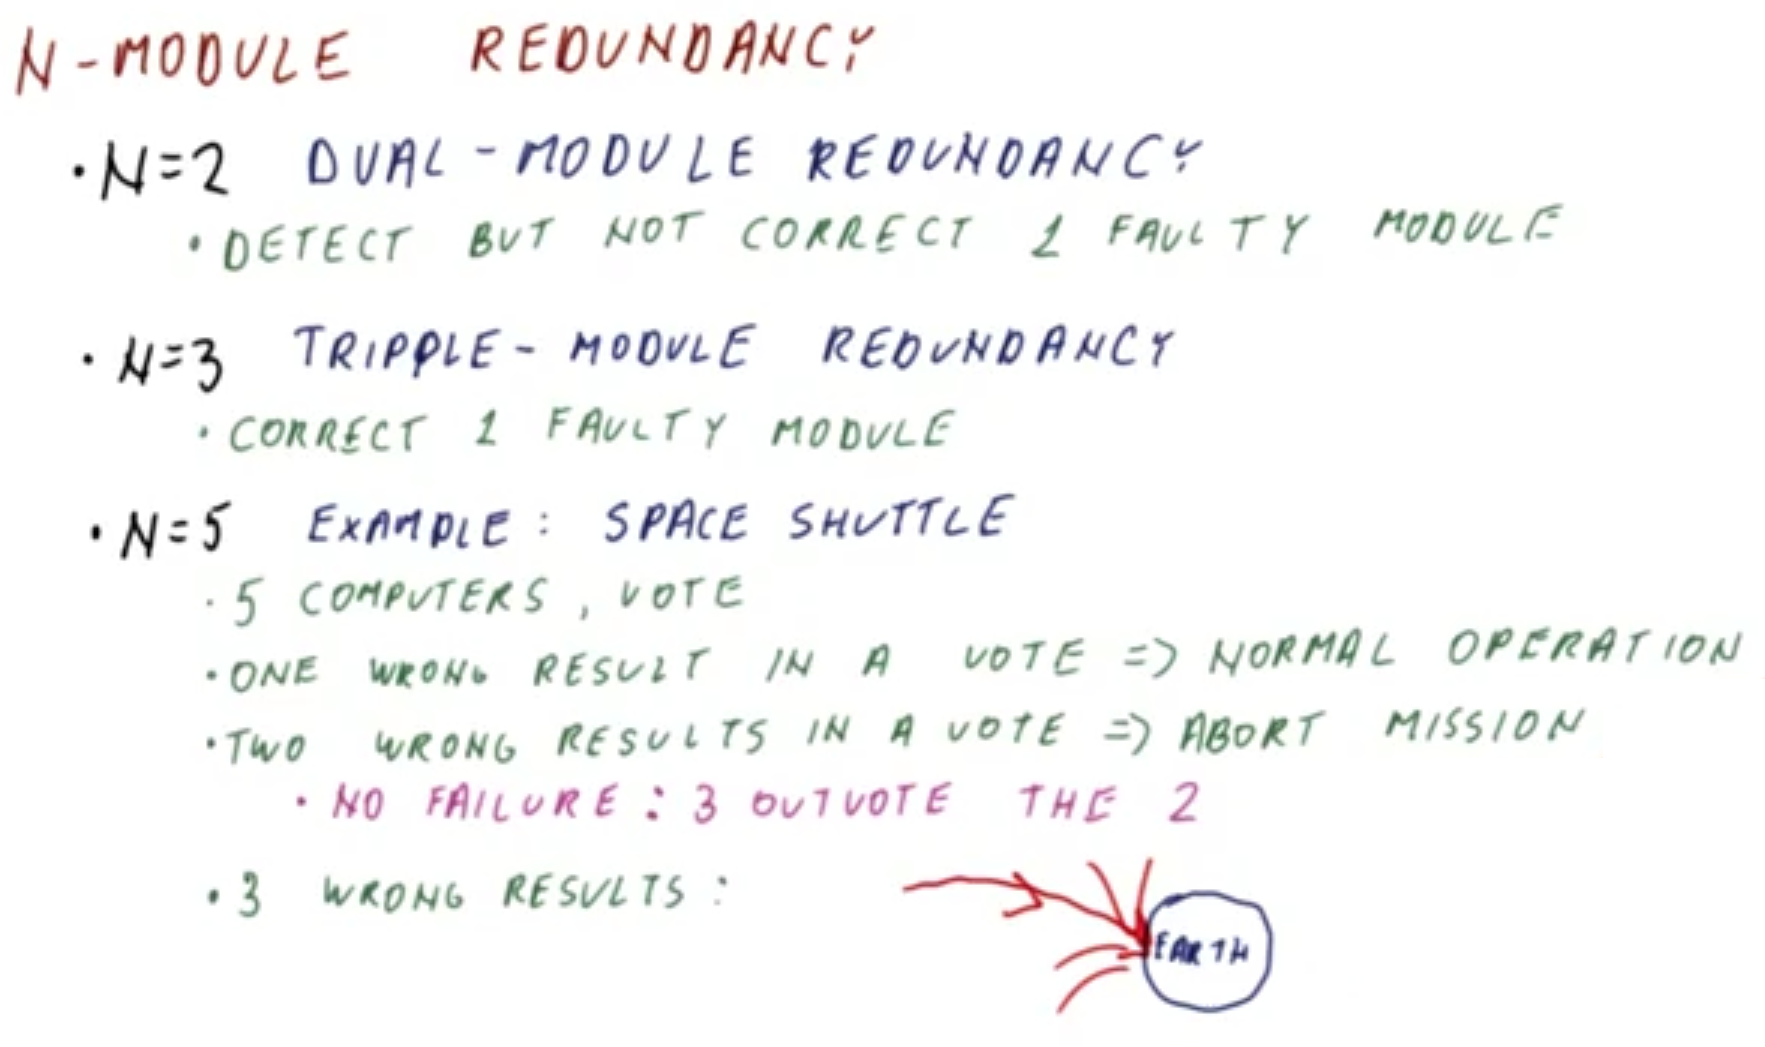 N-MODULE REDUNDANCY
• N=2 DUAL-MODULE REDUNDANCY
• DETECT BUT NOT CORRECT 1 FAULTY MODULE
• N=3 TRIPPLE-MODULE REDUNDANCY
• CORRECT 1 FAULTY MODULE
• N=5 EXAMPLE: SPACE SHUTTLE
• 5 COMPUTERS, VOTE
• ONE WRONG RESULT IN A VOTE => NORMAL OPERATION
• TWO WRONG RESULTS IN A VOTE => ABORT MISSION
• NO FAILURE: 3 OUTVOTE THE 2
• 3 WRONG RESULTS:
EARTH